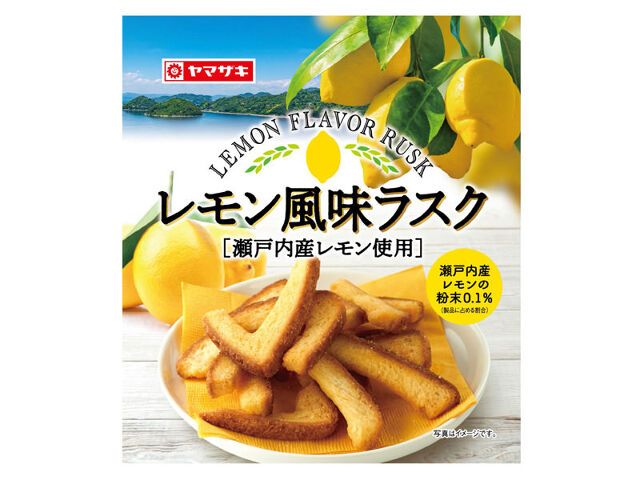 ヤマザキ
LEMON FLAVOR RUSK
レモン風味ラスク
[瀬戸内産レモン使用]
瀬戸内産
レモンの
粉末0.1%
(製品に占める割合)
写真はイメージです。